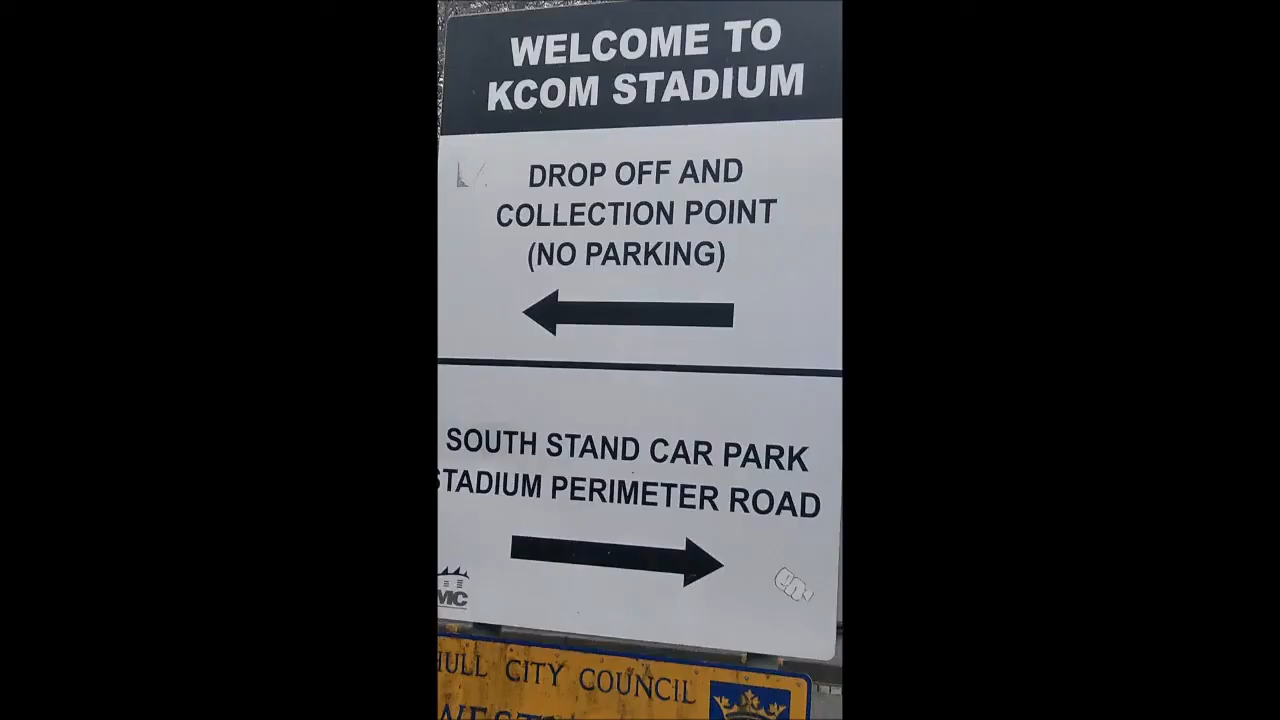 WELCOME TO
KCOM STADIUM
DROP OFF AND
COLLECTION POINT
(NO PARKING)
SOUTH STAND CAR PARK
STADIUM PERIMETER ROAD
MC
HULL CITY COUNCIL